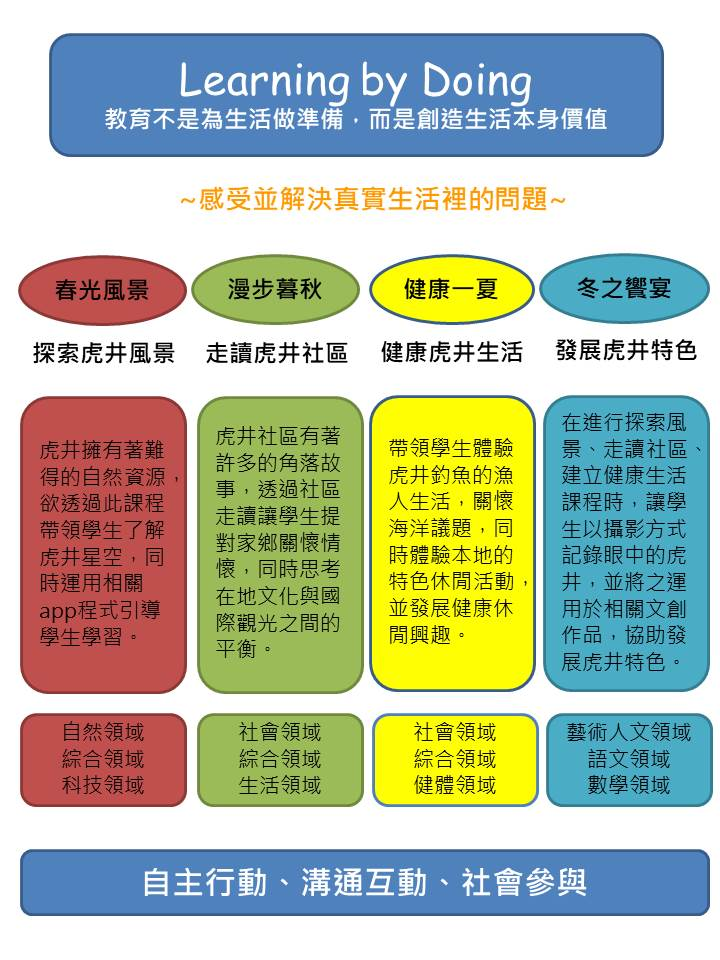 Learning by Doing
教育不是為生活做準備，而是創造生活本身價值
~感受並解決真實生活裡的問題~
春光風景
探索虎井風景
虎井擁有著難
得的自然資源，
欲透過此課程
帶領學生了解
虎井星空，同
時運用相關
app程式引導
學生學習。
自然領域
綜合領域
科技領域
漫步暮秋
走讀虎井社區
虎井社區有著
許多的角落故
事，透過社區
走讀讓學生提
對家鄉關懷情
懷，同時思考
在地文化與國
際觀光之間的
平衡。
社會領域
綜合領域
生活領域
健康一夏
健康虎井生活
帶領學生體驗
虎井釣魚的漁
人生活，關懷
海洋議題，同
時體驗本地的
特色休閒活動，
並發展健康休
閒興趣。
社會領域
綜合領域
健體領域
冬之饗宴
發展虎井特色
在進行探索風
景、走讀社區、
建立健康生活
課程時，讓學
生以攝影方式
記錄眼中的虎
井，並將之運
用於相關文創
作品，協助發
展虎井特色。
藝術人文領域
語文領域
數學領域
自主行動、溝通互動、社會參與